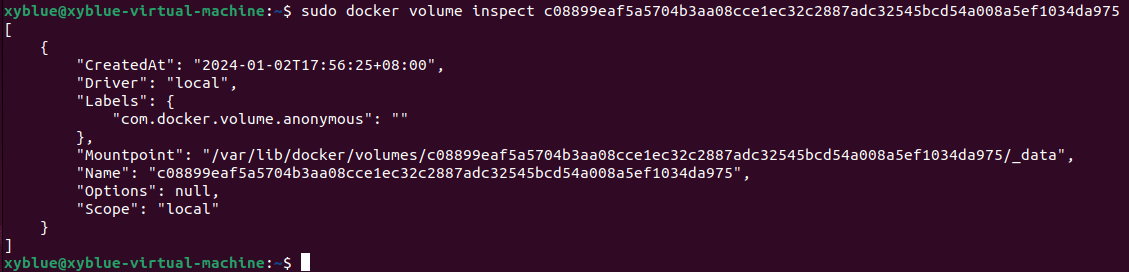 xyblue@xyblue-virtual-machine:~$ sudo docker volume inspect c08899eaf5a5704b3aa08cce1ec32c2887adc32545bcd54a008a5ef1034da975
[
    {
        "CreatedAt": "2024-01-02T17:56:25+08:00",
        "Driver": "local",
        "Labels": {
            "com.docker.volume.anonymous": ""
        },
        "Mountpoint": "/var/lib/docker/volumes/c08899eaf5a5704b3aa08cce1ec32c2887adc32545bcd54a008a5ef1034da975/_data",
        "Name": "c08899eaf5a5704b3aa08cce1ec32c2887adc32545bcd54a008a5ef1034da975",
        "Options": null,
        "Scope": "local"
    }
]
xyblue@xyblue-virtual-machine:~$